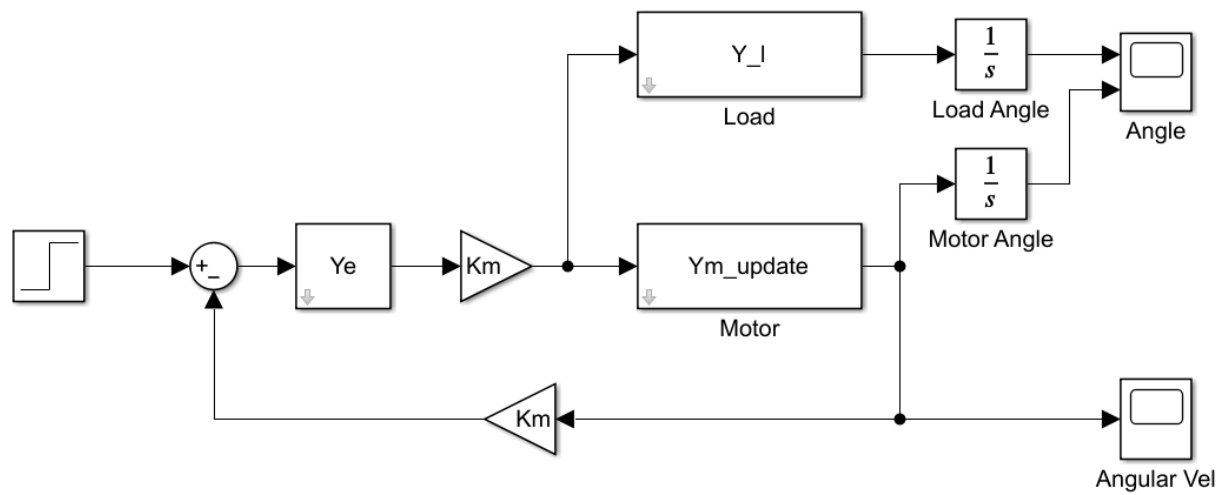 Y_l
Load
1
s
Load Angle
Angle
1
s
Motor Angle
+
−
Ye
Km
Ym_update
Motor
Km
Angular Vel